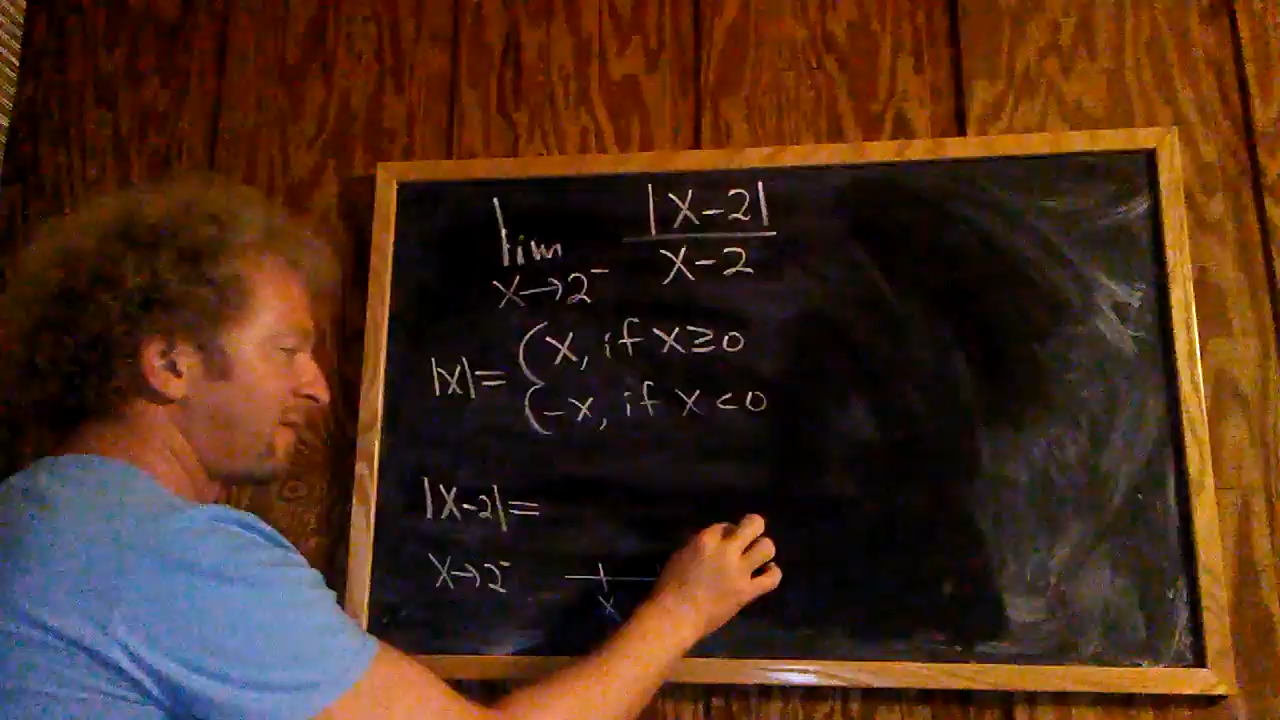 lim |x-2|
x→2⁻ x-2
|x|= { x, if x≥0
{ -x, if x<0
|x-2|=
x→2⁻
x